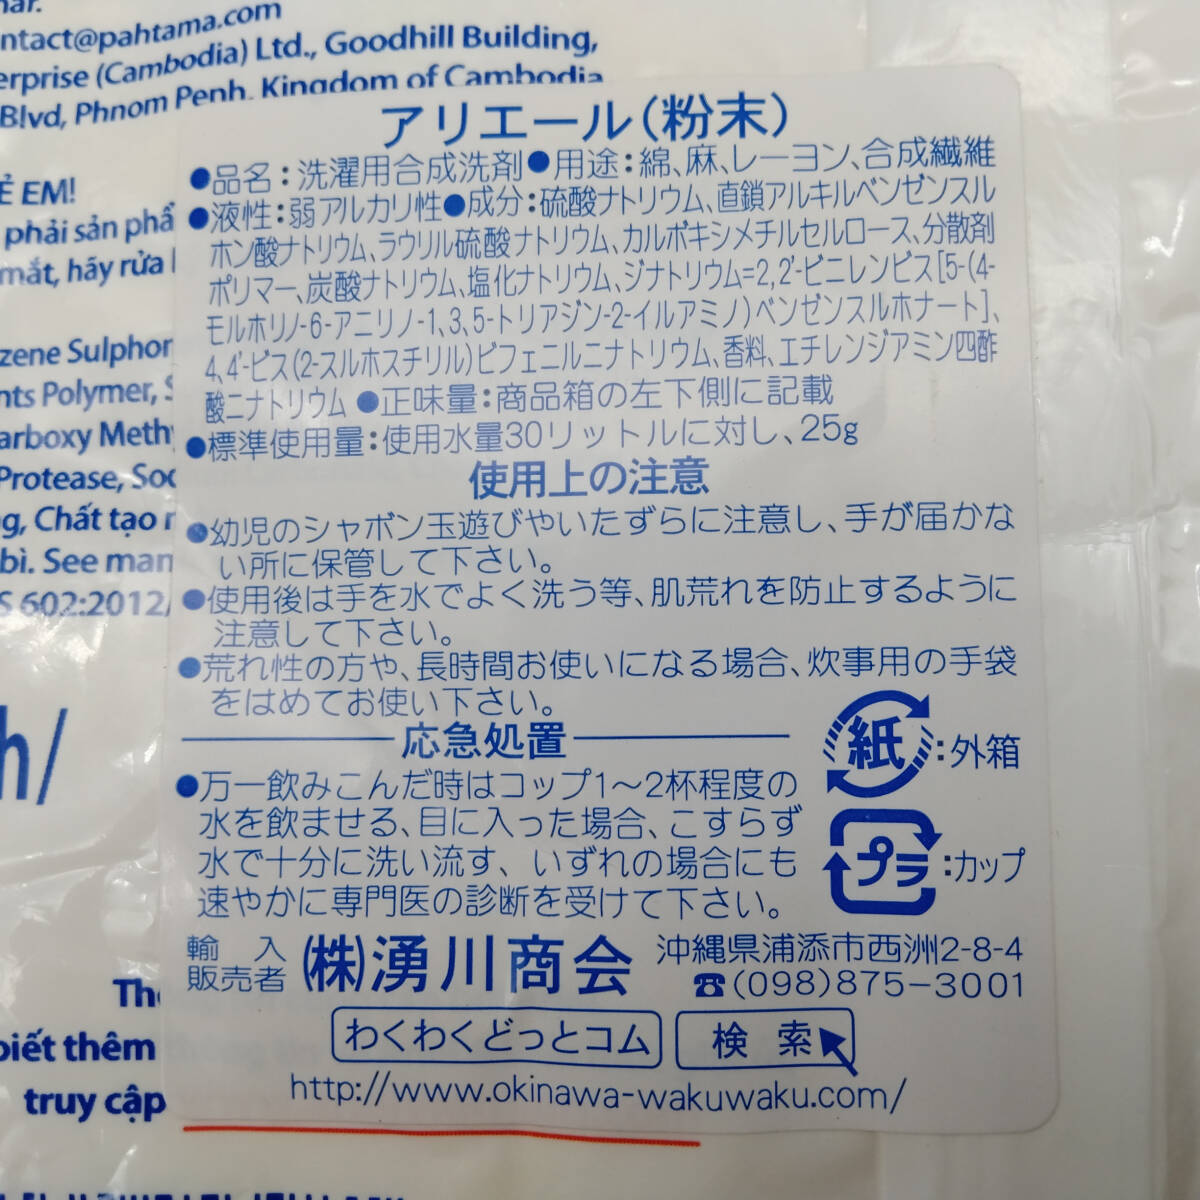 ntact@pahtama.com
erprise (Cambodia) Ltd., Goodhill Building,
Blvd, Phnom Penh, Kingdom of Cambodia
Ẻ EM!
phải sản phẩ
mắt, hãy rửa
zene Sulphor
nts Polymer, S
arboxy Methy
Protease, Soc
ng, Chất tạo
bì. See man
S 602:2012/
h/
Th
biết thêm
truy cập
アリエール(粉末)
●品名:洗濯用合成洗剤●用途:綿、麻、レーヨン、合成繊維
●液性:弱アルカリ性●成分:硫酸ナトリウム、直鎖アルキルベンゼンスル
ホン酸ナトリウム、ラウリル硫酸ナトリウム、カルボキシメチルセルロース、分散剤
ポリマー、炭酸ナトリウム、塩化ナトリウム、ジナトリウム=2,2'-ビニレンビス[5-(4-
モルホリノ-6-アニリノ-1,3,5-トリアジン-2-イルアミノ)ベンゼンスルホナート]、
4,4'-ビス(2-スルホスチリル)ビフェニルニナトリウム、香料、エチレンジアミン四酢
酸ニナトリウム ●正味量:商品箱の左下側に記載
●標準使用量:使用水量30リットルに対し、25g
使用上の注意
●幼児のシャボン玉遊びやいたずらに注意し、手が届かな
い所に保管して下さい。
●使用後は手を水でよく洗う等、肌荒れを防止するように
注意して下さい。
●荒れ性の方や、長時間お使いになる場合、炊事用の手袋
をはめてお使い下さい。
応急処置
●万一飲みこんだ時はコップ1~2杯程度の
水を飲ませる、目に入った場合、こすらず
水で十分に洗い流す、いずれの場合にも
速やかに専門医の診断を受けて下さい。
紙:外箱
プラ:カップ
輸入
販売者 (株)湧川商会 沖縄県浦添市西洲2-8-4
☎(098)875-3001
わくわくどっとコム 検索
http://www.okinawa-wakuwaku.com/